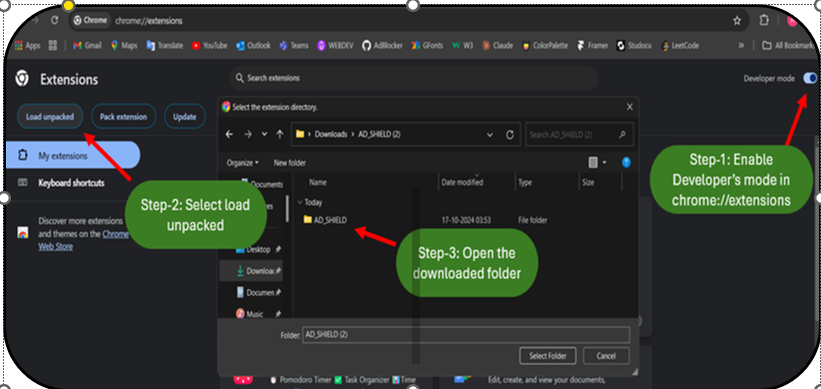 Chrome
chrome://extensions
Apps
Gmail
Maps
Translate
YouTube
Outlook
Teams
WEBDEV
AdBlocker
GFonts
W3
Claude
ColorPalette
Framer
Studocu
LeetCode
»
All Bookmark
Extensions
Search extensions
Developer mode
Load unpacked
Pack extension
Update
My extensions
Keyboard shortcuts
Discover more extensions
and themes on the Chrome
Web Store
Select the extension directory.
Downloads > AD_SHIELD (2)
Search AD_SHIELD (2)
Organize
New folder
Documents
Desktop
Downloa
Documen
Music
Name
Date modified
Type
Size
Today
AD_SHIELD
17-10-2024 03:53
File folder
Folder:
AD_SHIELD (2)
Select Folder
Cancel
Step-1: Enable
Developer's mode in
chrome://extensions
Step-2: Select load
unpacked
Step-3: Open the
downloaded folder
Pomodoro Timer ✅ Task Organizer
Time
Edit, create, and view your documents,